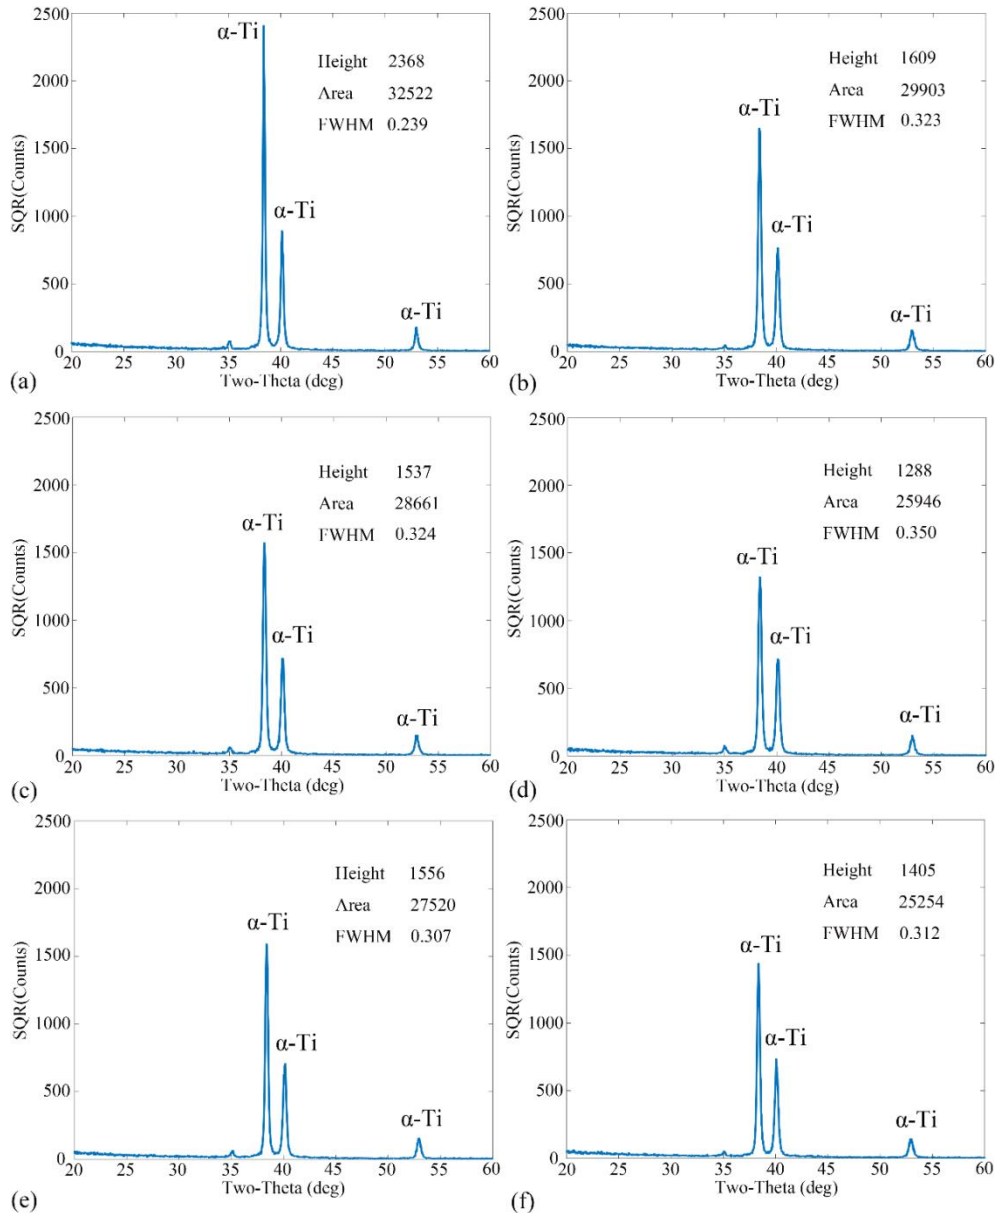 2500
α-Ti
Height 2368
2000
Area 32522
FWHM 0.239
1500
SQR(Counts)
1000
α-Ti
500
α-Ti
0
20 25 30 35 40 45 50 55 60
(a)
Two-Theta (deg)
2500
Height 1609
2000
Area 29903
α-Ti
FWHM 0.323
1500
SQR(Counts)
1000
α-Ti
500
α-Ti
0
20 25 30 35 40 45 50 55 60
(b)
Two-Theta (deg)
2500
Height 1537
2000
Area 28661
α-Ti
FWHM 0.324
1500
SQR(Counts)
1000
α-Ti
500
α-Ti
0
20 25 30 35 40 45 50 55 60
(c)
Two-Theta (deg)
2500
Height 1288
2000
Area 25946
FWHM 0.350
1500
α-Ti
SQR(Counts)
1000
α-Ti
500
α-Ti
0
20 25 30 35 40 45 50 55 60
(d)
Two-Theta (deg)
2500
Height 1556
2000
Area 27520
α-Ti
FWHM 0.307
1500
SQR(Counts)
1000
α-Ti
500
α-Ti
0
20 25 30 35 40 45 50 55 60
(e)
Two-Theta (deg)
2500
Height 1405
2000
Area 25254
FWHM 0.312
α-Ti
1500
SQR(Counts)
1000
α-Ti
500
α-Ti
0
20 25 30 35 40 45 50 55 60
(f)
Two-Theta (deg)